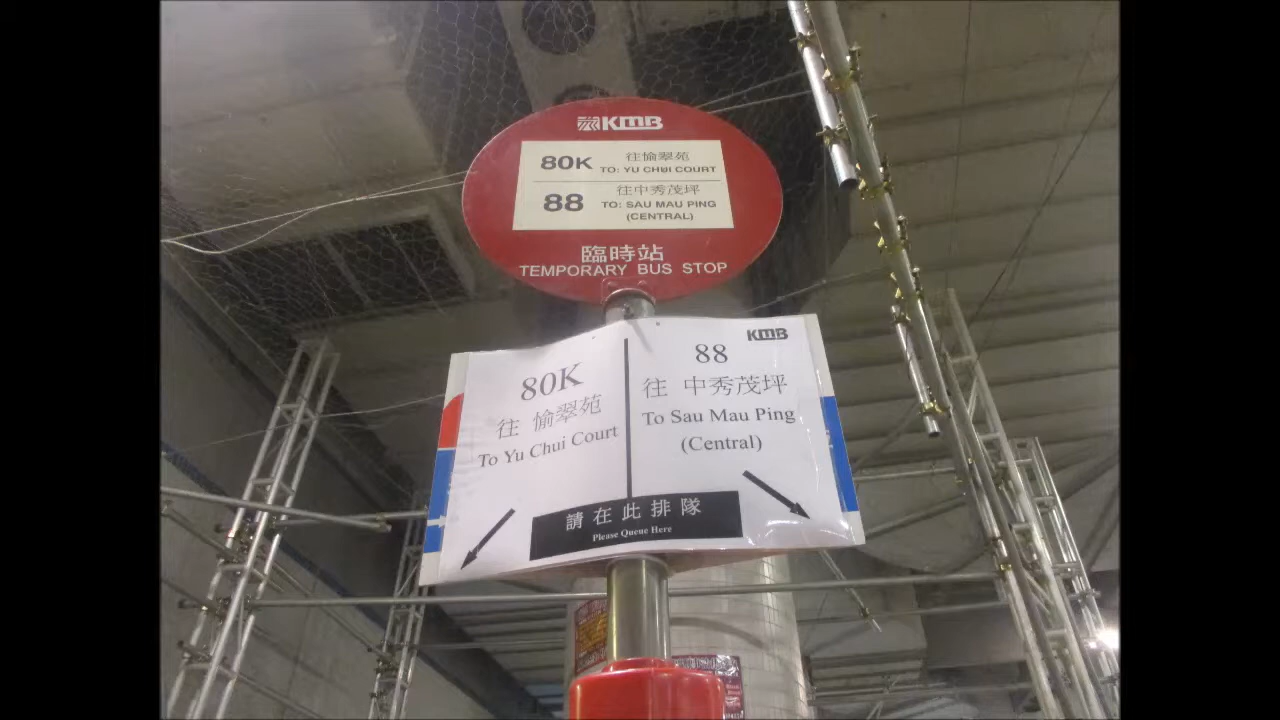 KMB
80K 往愉翠苑
TO: YU CHUI COURT
88 往中秀茂坪
TO: SAU MAU PING
(CENTRAL)
臨時站
TEMPORARY BUS STOP
KMB
80K
往 愉翠苑
To Yu Chui Court
88
往 中秀茂坪
To Sau Mau Ping
(Central)
請在此排隊
Please Queue Here